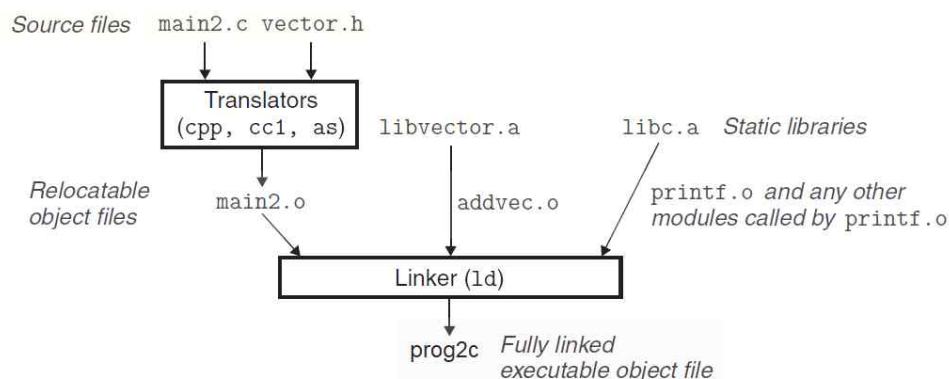 Source files main2.c vector.h
Translators
(cpp, cc1, as)
libvector.a libc.a Static libraries
Relocatable
object files
main2.o
addvec.o
printf.o and any other
modules called by printf.o
Linker (ld)
prog2c
Fully linked
executable object file